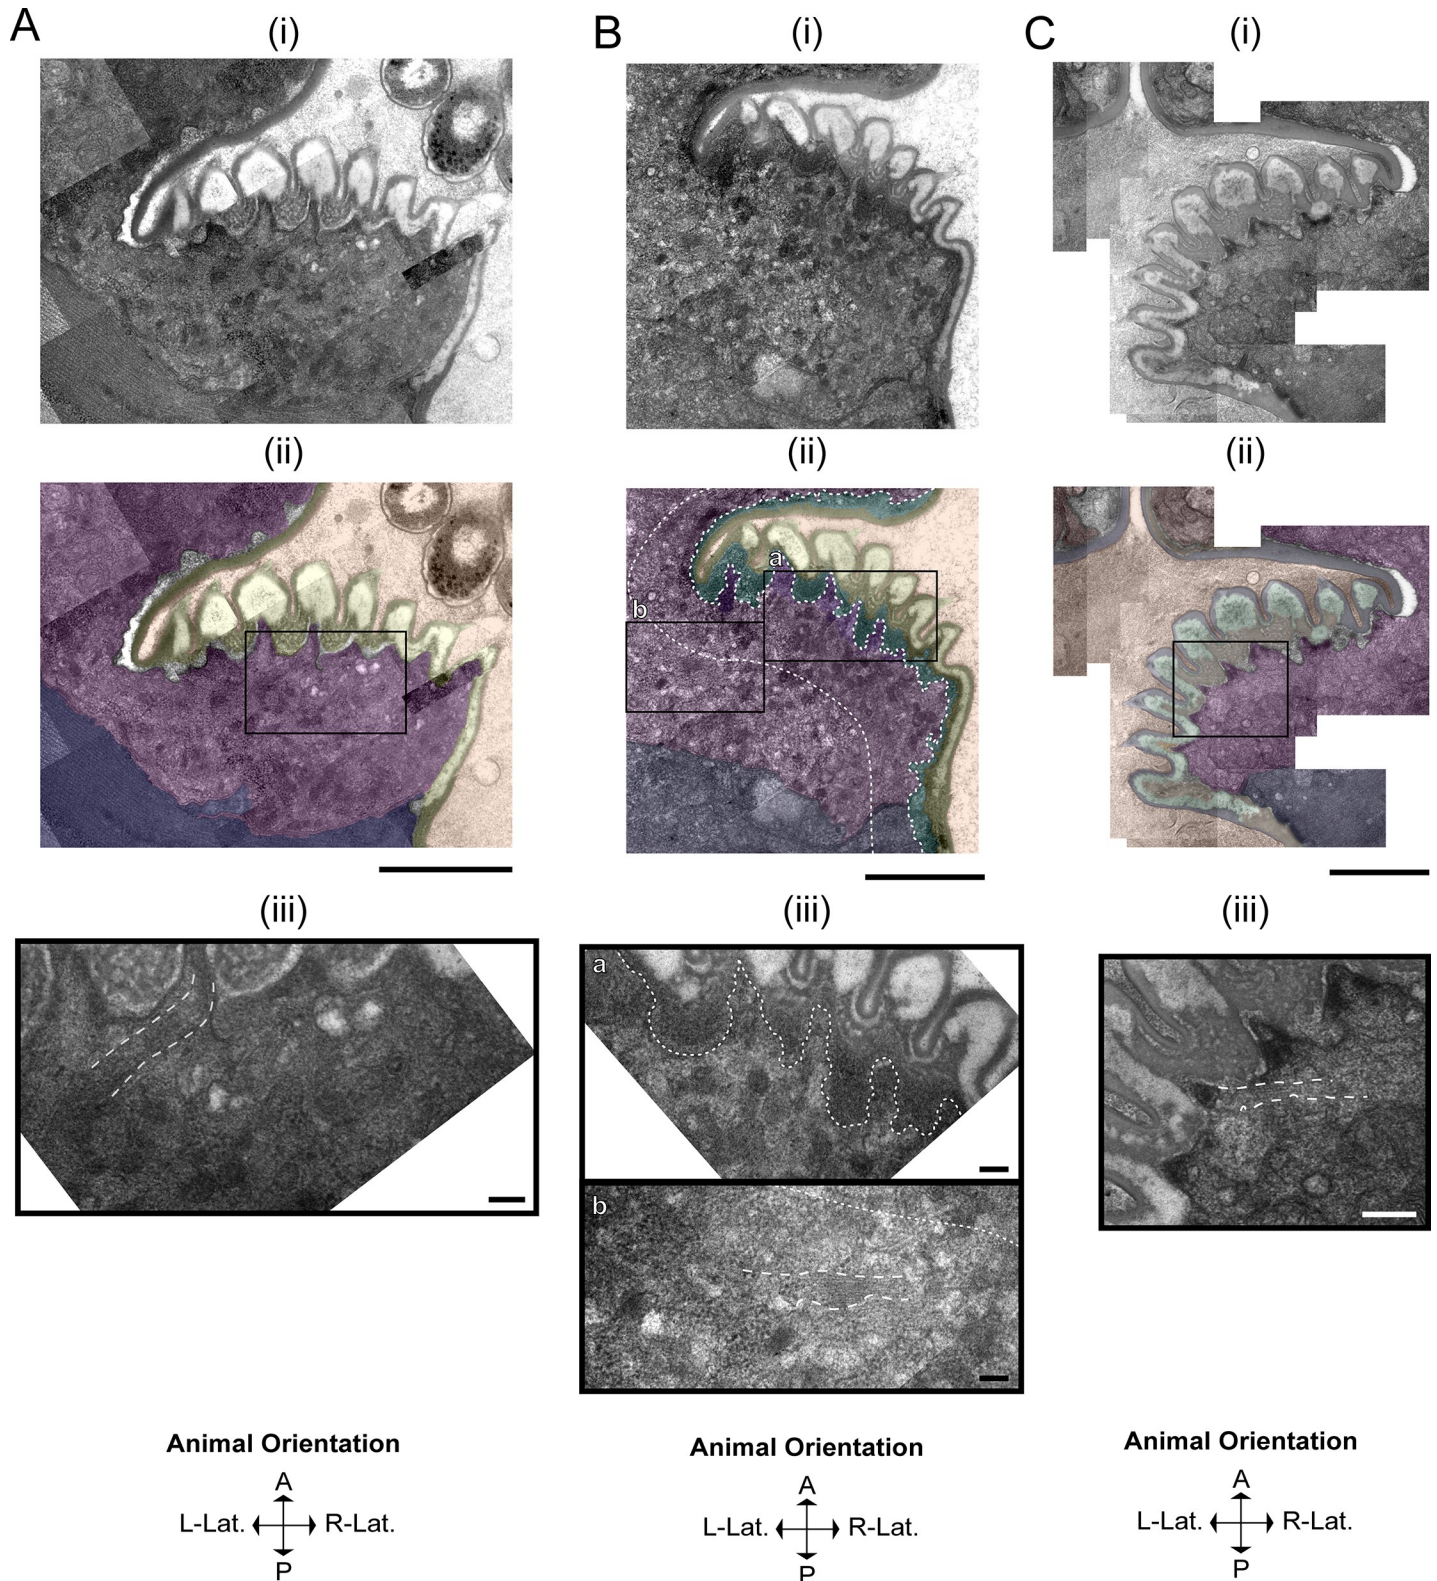 A
B
C
(i)
(i)
(i)
(ii)
(ii)
(ii)
a
b
(iii)
(iii)
(iii)
a
b
Animal Orientation
A
L-Lat.
R-Lat.
P
Animal Orientation
A
L-Lat.
R-Lat.
P
Animal Orientation
A
L-Lat.
R-Lat.
P